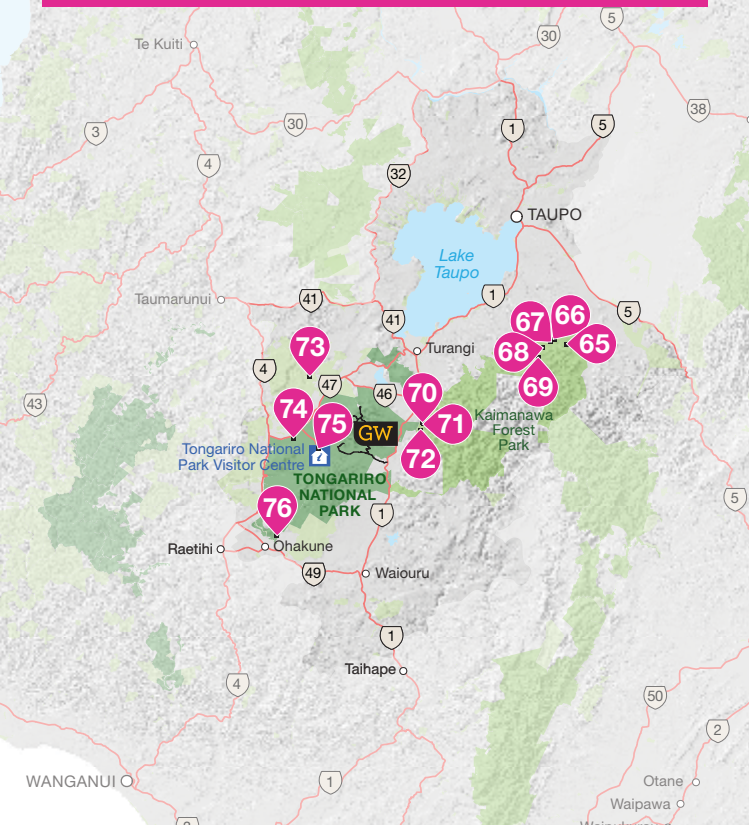 5
30
Te Kuiti
38
1
5
3
30
4
32
TAUPO
Lake
Taupo
1
Taumarunui
41
5
41
66
67
65
68
Turangi
73
69
4
47
46
70
43
74
75
71
Kaimanawa
Forest
Park
GW
Tongariro National
Park Visitor Centre
?
72
TONGARIRO
NATIONAL
PARK
5
76
1
Raetihi
Ohakune
49
Waiouru
1
Taihape
4
50
2
WANGANUI
1
Otane
Waipawa